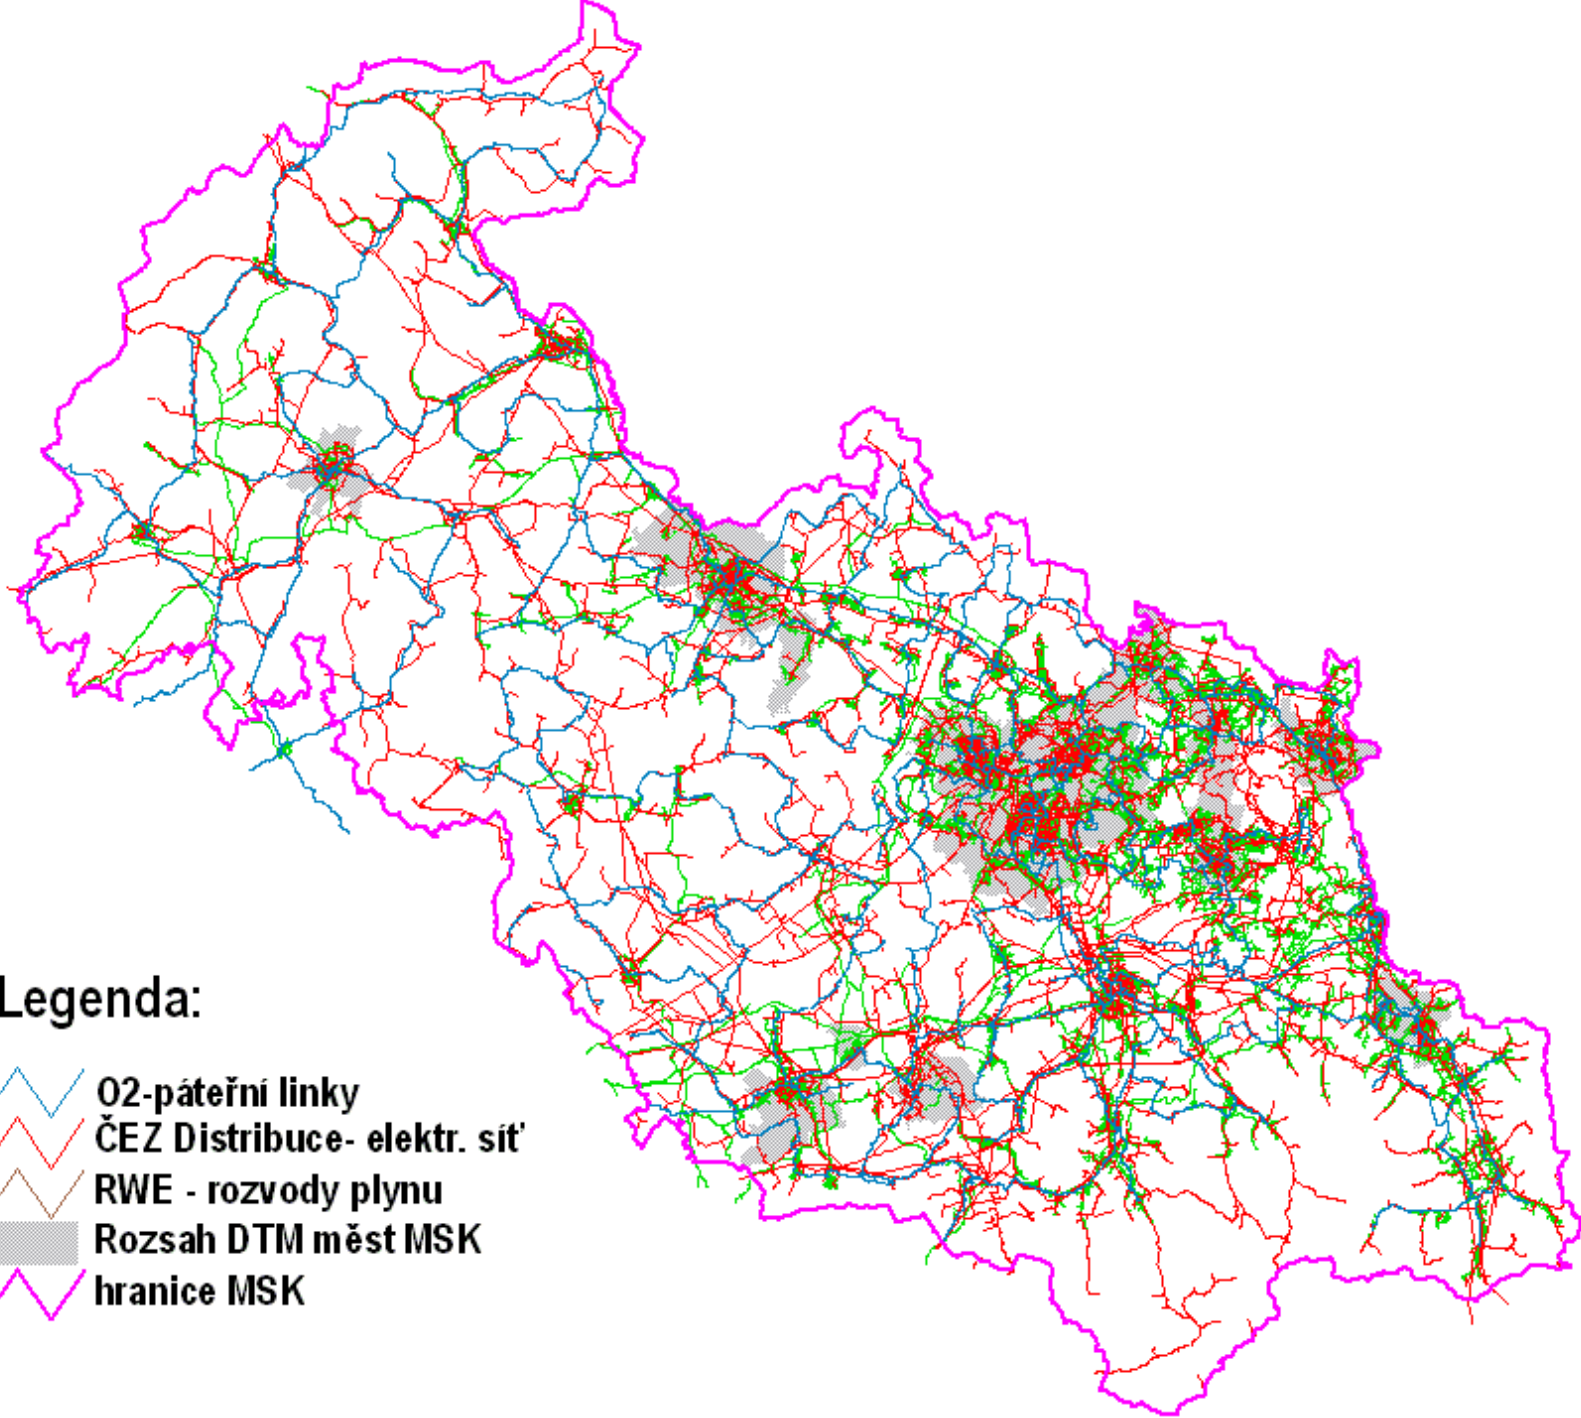 Legenda:
O2-páteřní linky
ČEZ Distribuce- elektr. síť
RWE - rozvody plynu
Rozsah DTM měst MSK
hranice MSK